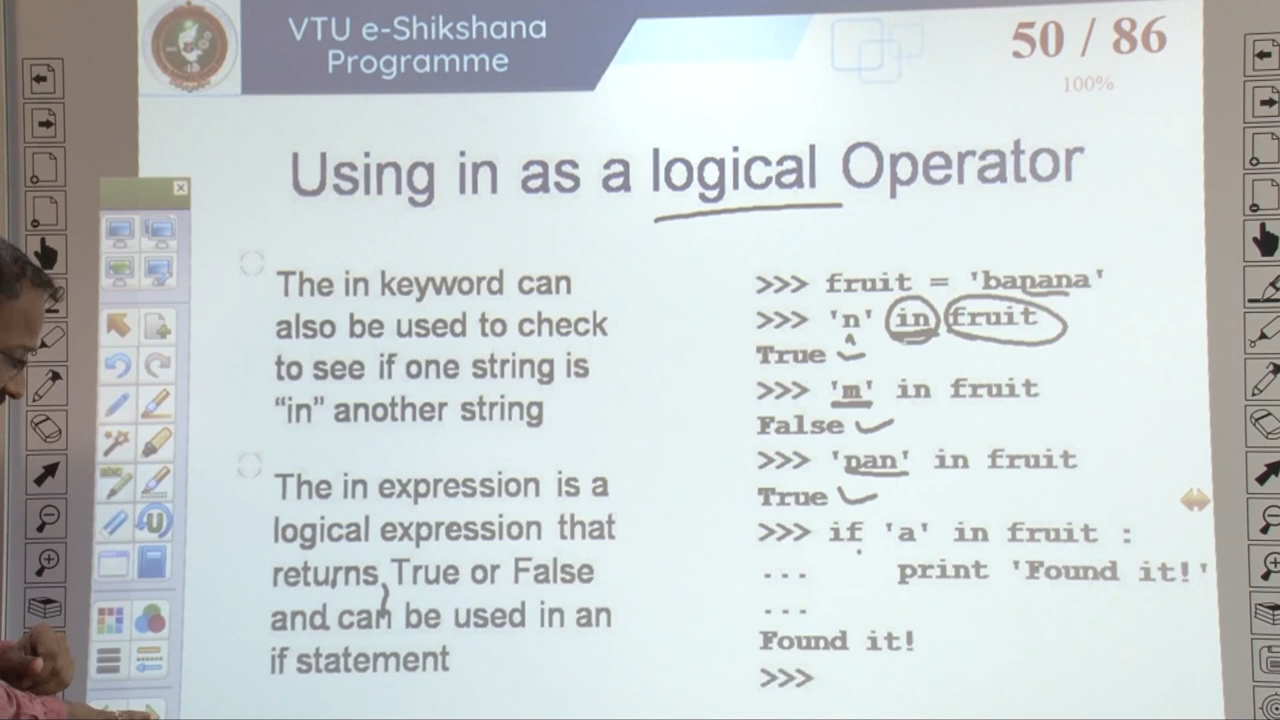 VTU e-Shikshana
Programme
50 / 86
100%
Using in as a logical Operator
The in keyword can
also be used to check
to see if one string is
“in” another string
The in expression is a
logical expression that
returns True or False
and can be used in an
if statement
>>> fruit = 'banana'
>>> 'n' in fruit
True
>>> 'm' in fruit
False
>>> 'nan' in fruit
True
>>> if 'a' in fruit :
... print 'Found it!'
...
Found it!
>>>
abc